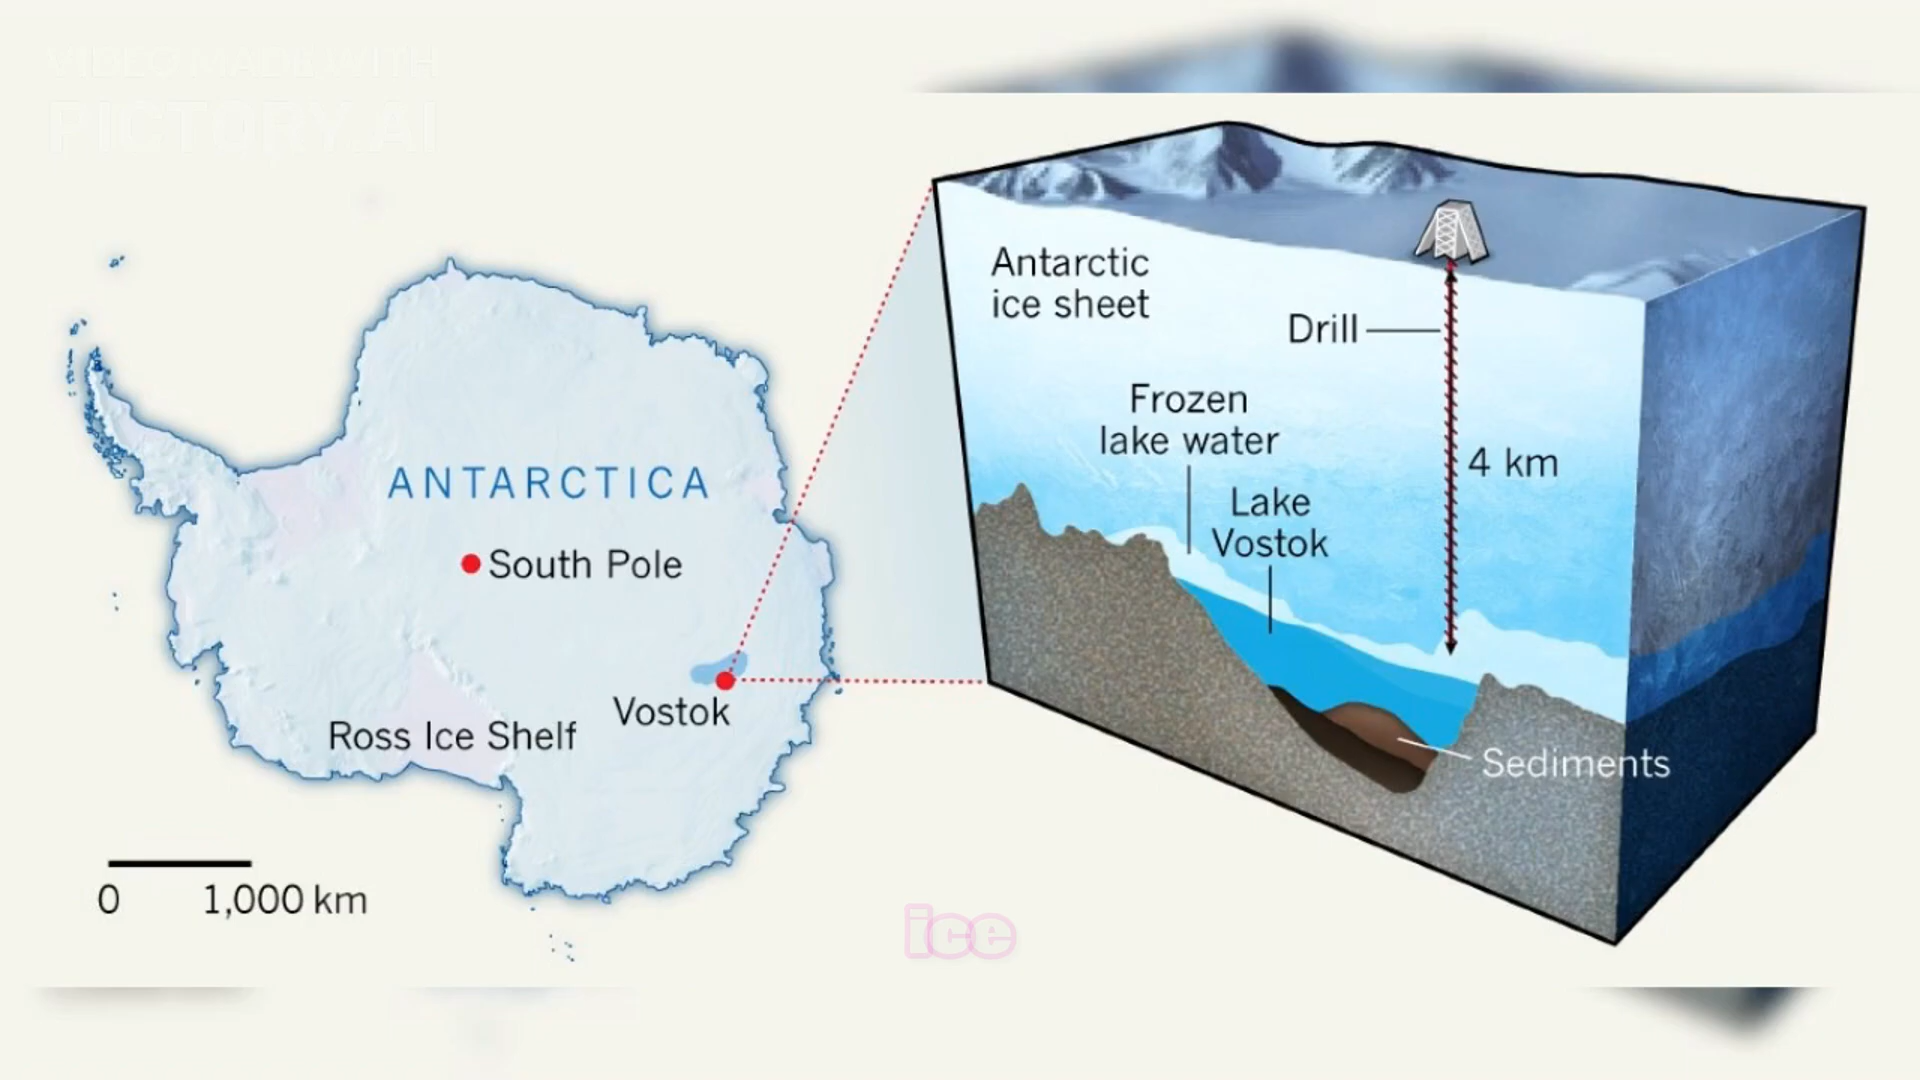 VIDEO MADE WITH
PICTORY.AI
ANTARCTICA
South Pole
Vostok
Ross Ice Shelf
0 1,000 km
Antarctic
ice sheet
Drill
Frozen
lake water
4 km
Lake
Vostok
Sediments
ice